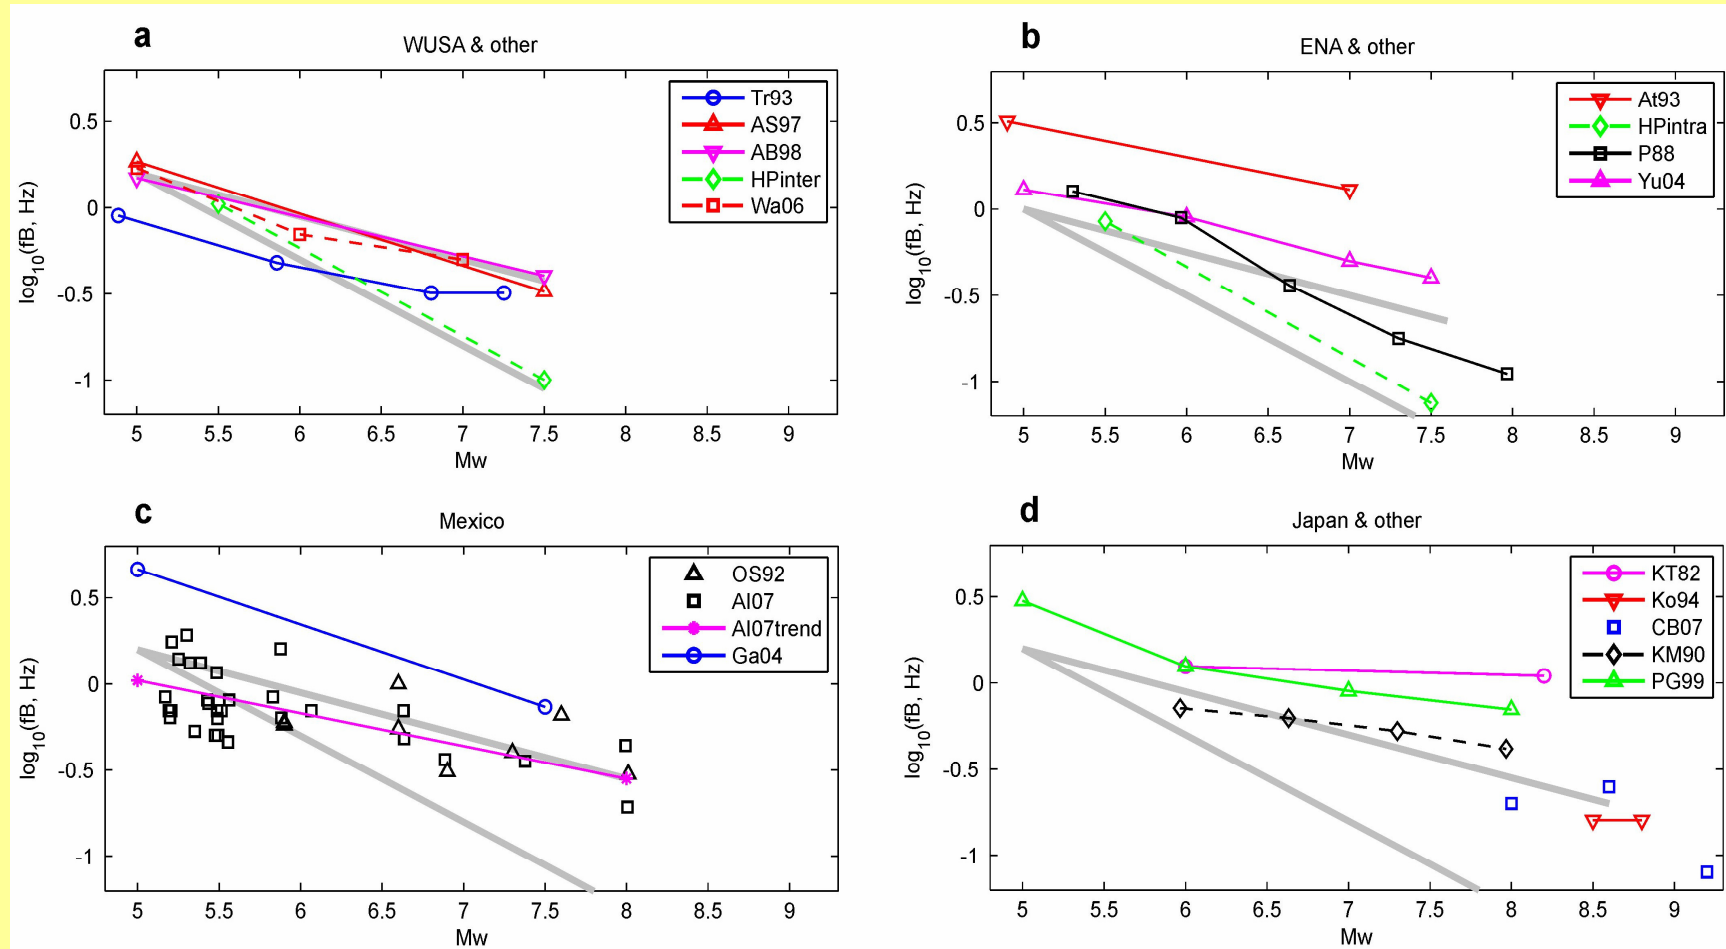 a
WUSA & other
0.5
0
-0.5
-1
log10(fB, Hz)
5
5.5
6
6.5
7
7.5
8
8.5
9
Mw
Tr93
AS97
AB98
HPinter
Wa06
b
ENA & other
0.5
0
-0.5
-1
log10(fB, Hz)
5
5.5
6
6.5
7
7.5
8
8.5
9
Mw
At93
HPintra
P88
Yu04
c
Mexico
0.5
0
-0.5
-1
log10(fB, Hz)
5
5.5
6
6.5
7
7.5
8
8.5
9
Mw
OS92
Al07
Al07trend
Ga04
d
Japan & other
0.5
0
-0.5
-1
log10(fB, Hz)
5
5.5
6
6.5
7
7.5
8
8.5
9
Mw
KT82
Ko94
CB07
KM90
PG99